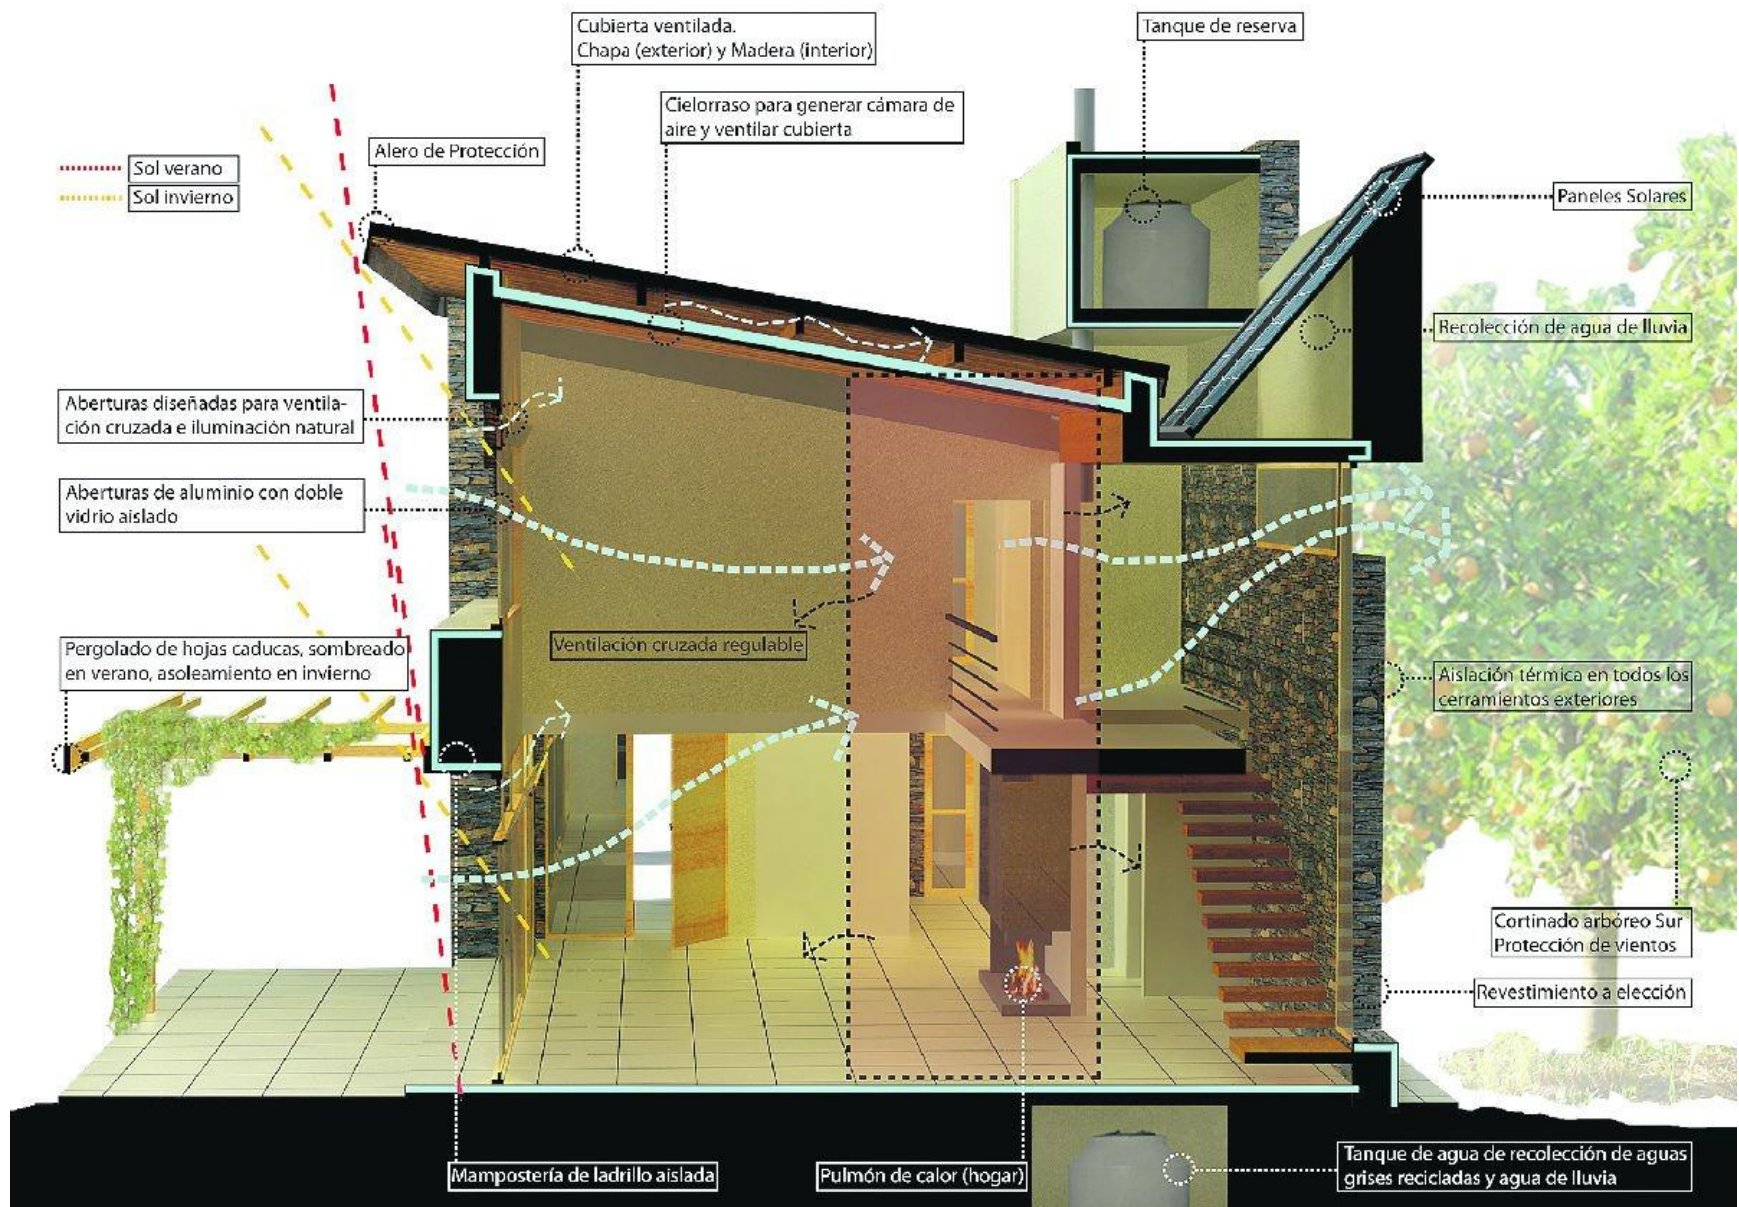 Cubierta ventilada.
Chapa (exterior) y Madera (interior)
Tanque de reserva
Cielorraso para generar cámara de
aire y ventilar cubierta
Alero de Protección
Sol verano
Sol invierno
Paneles Solares
Recolección de agua de lluvia
Aberturas diseñadas para ventila-
ción cruzada e iluminación natural
Aberturas de aluminio con doble
vidrio aislado
Ventilación cruzada regulable
Pergolado de hojas caducas, sombreado
en verano, asoleamiento en invierno
Aislación térmica en todos los
cerramientos exteriores
Cortinado arbóreo Sur
Protección de vientos
Revestimiento a elección
Mampostería de ladrillo aislada
Pulmón de calor (hogar)
Tanque de agua de recolección de aguas
grises recicladas y agua de lluvia